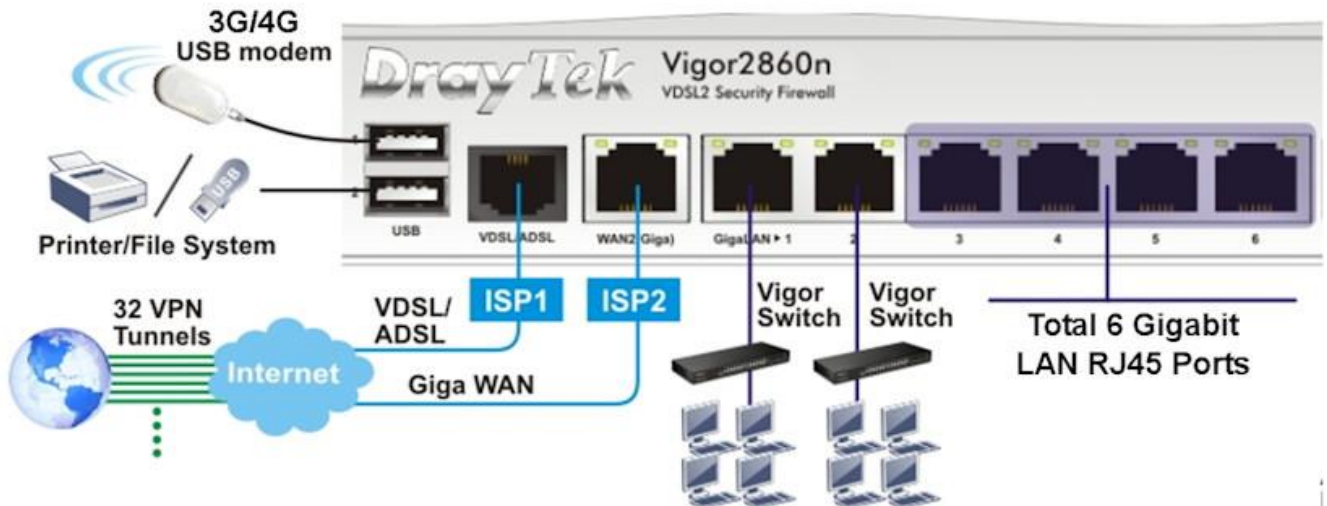 3G/4G
USB modem
DrayTek
Vigor2860n
VDSL2 Security Firewall
USB
Printer/File System
USB
VDSL/ADSL
WAN2(Giga)
GigaLAN ▶ 1
2
3
4
5
6
32 VPN
Tunnels
Internet
VDSL/
ADSL
Giga WAN
ISP1
ISP2
Vigor
Switch
Vigor
Switch
Total 6 Gigabit
LAN RJ45 Ports